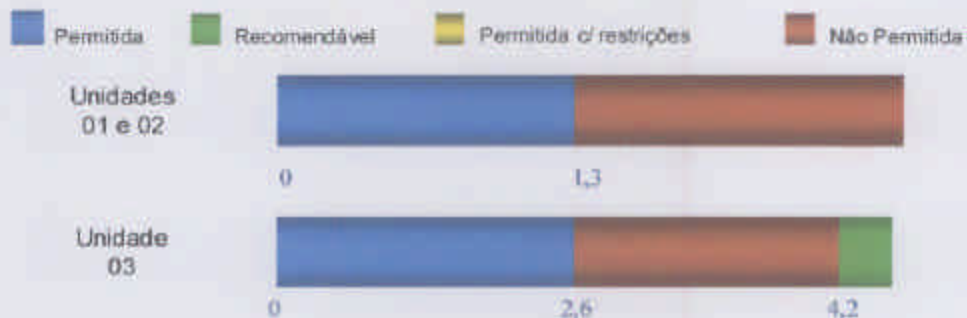 Permitida Recomendável Permitida c/ restrições Não Permitida
Unidades
01 e 02
0 1,3
Unidade
03
0 2,6 4,2